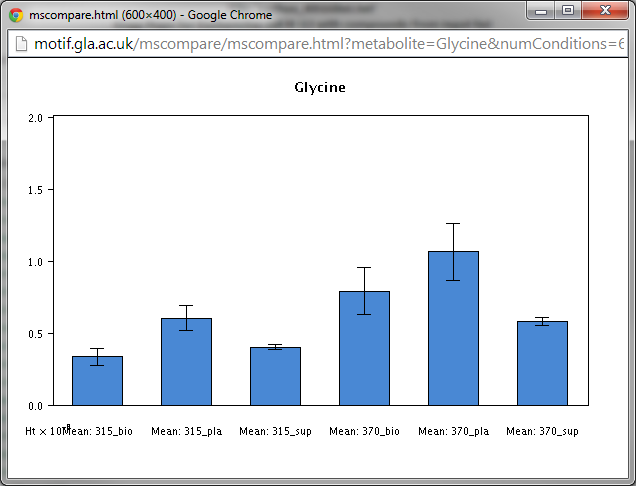 mscompare.html (600×400) - Google Chrome
motif.gla.ac.uk/mscompare/mscompare.html?metabolite=Glycine&numConditions=6
Glycine
2.0
1.5
1.0
0.5
0.0
Ht × 10 Mean: 315_bio Mean: 315_pla Mean: 315_sup Mean: 370_bio Mean: 370_pla Mean: 370_sup